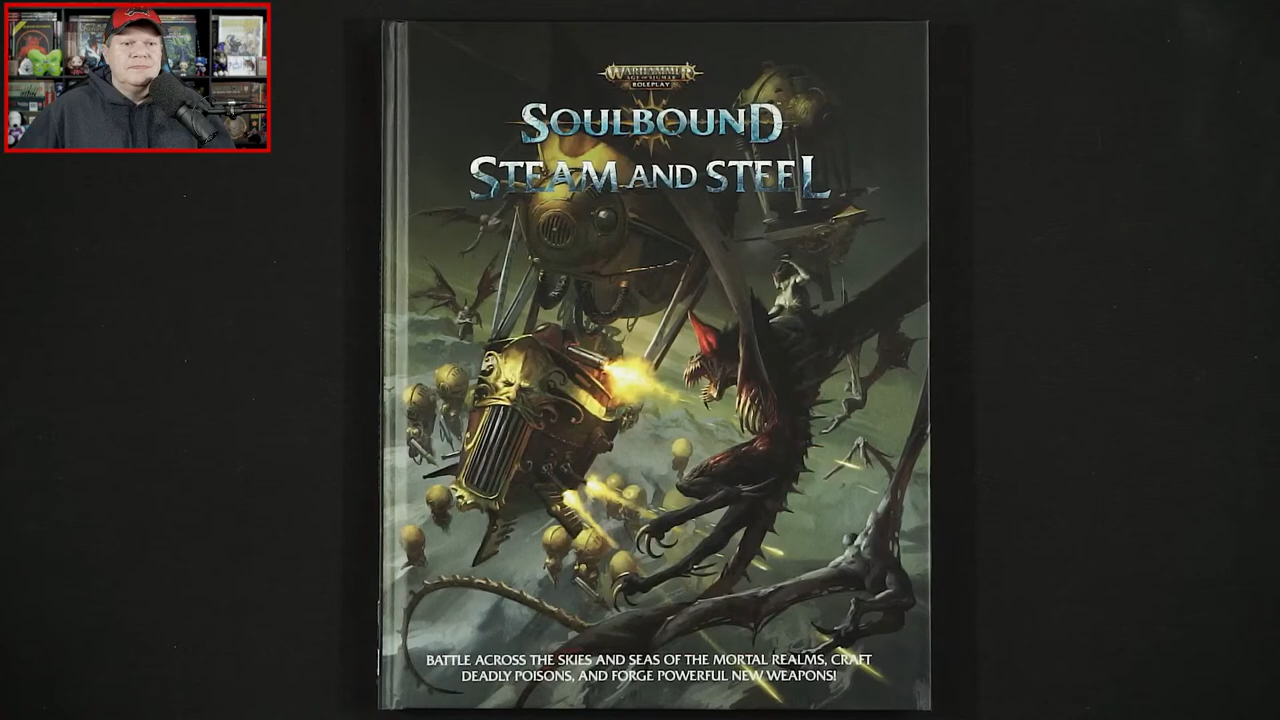 WARHAMMER
AGE OF SIGMAR
ROLEPLAY
SOULBOUND
STEAM AND STEEL
BATTLE ACROSS THE SKIES AND SEAS OF THE MORTAL REALMS, CRAFT
DEADLY POISONS, AND FORGE POWERFUL NEW WEAPONS!